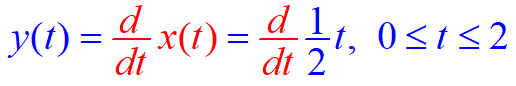 y(t) = d/dt x(t) = d/dt 1/2 t, 0 ≤ t ≤ 2